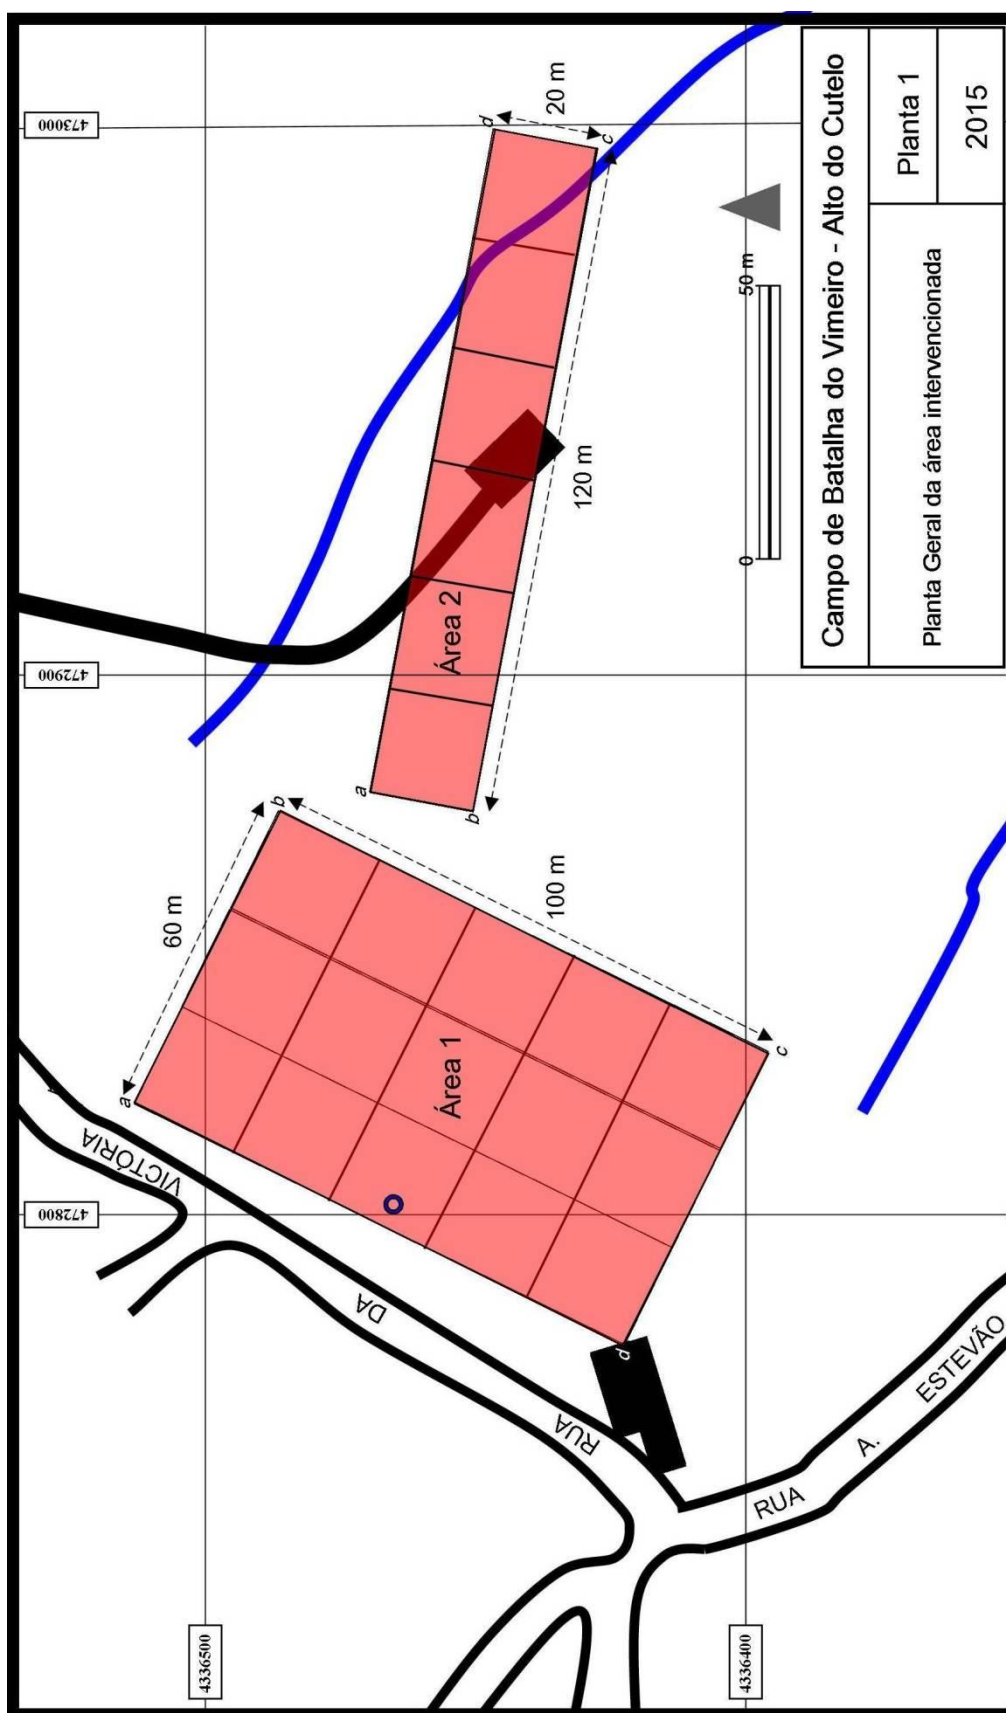 473000
472900
472800
4336500
4336400
a
b
c
d
60 m
100 m
Área 1
a
b
c
d
20 m
120 m
Área 2
RUA
DA
VICTÓRIA
RUA
A.
ESTEVÃO
0
50 m
Campo de Batalha do Vimeiro - Alto do Cutelo
Planta Geral da área intervencionada
Planta 1
2015